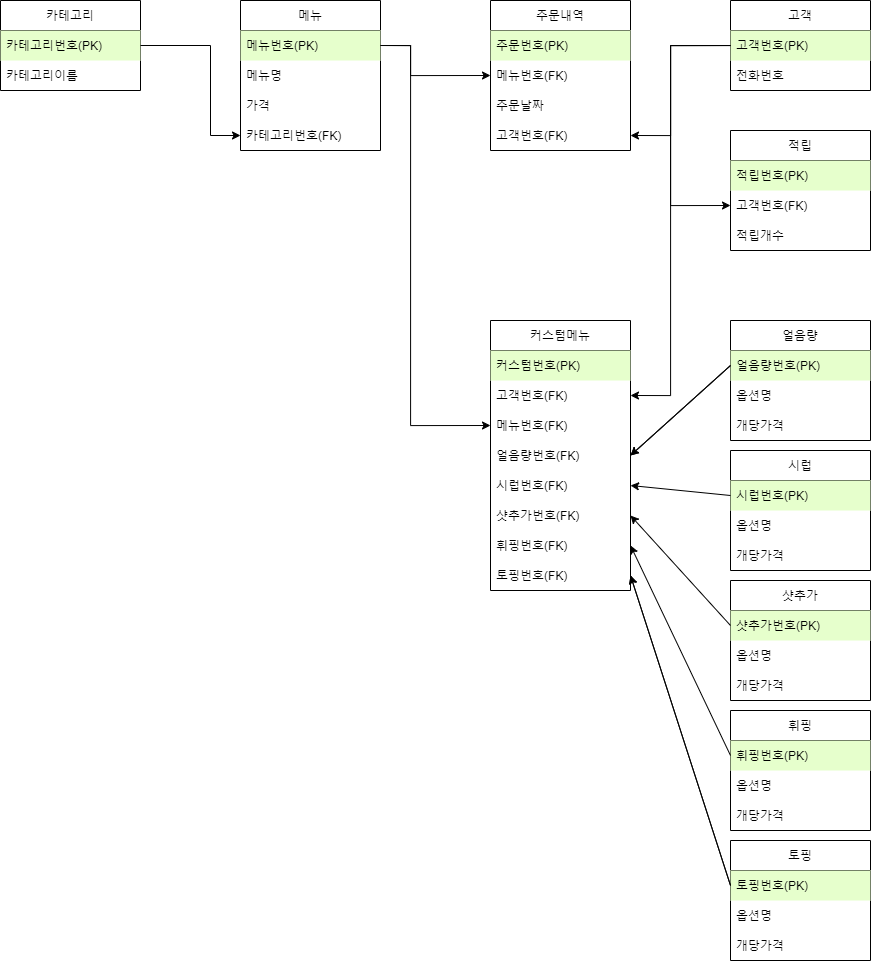 카테고리
카테고리번호(PK)
카테고리이름
메뉴
메뉴번호(PK)
메뉴명
가격
카테고리번호(FK)
주문내역
주문번호(PK)
메뉴번호(FK)
주문날짜
고객번호(FK)
고객
고객번호(PK)
전화번호
적립
적립번호(PK)
고객번호(FK)
적립개수
커스텀메뉴
커스텀번호(PK)
고객번호(FK)
메뉴번호(FK)
얼음량번호(FK)
시럽번호(FK)
샷추가번호(FK)
휘핑번호(FK)
토핑번호(FK)
얼음량
얼음량번호(PK)
옵션명
개당가격
시럽
시럽번호(PK)
옵션명
개당가격
샷추가
샷추가번호(PK)
옵션명
개당가격
휘핑
휘핑번호(PK)
옵션명
개당가격
토핑
토핑번호(PK)
옵션명
개당가격